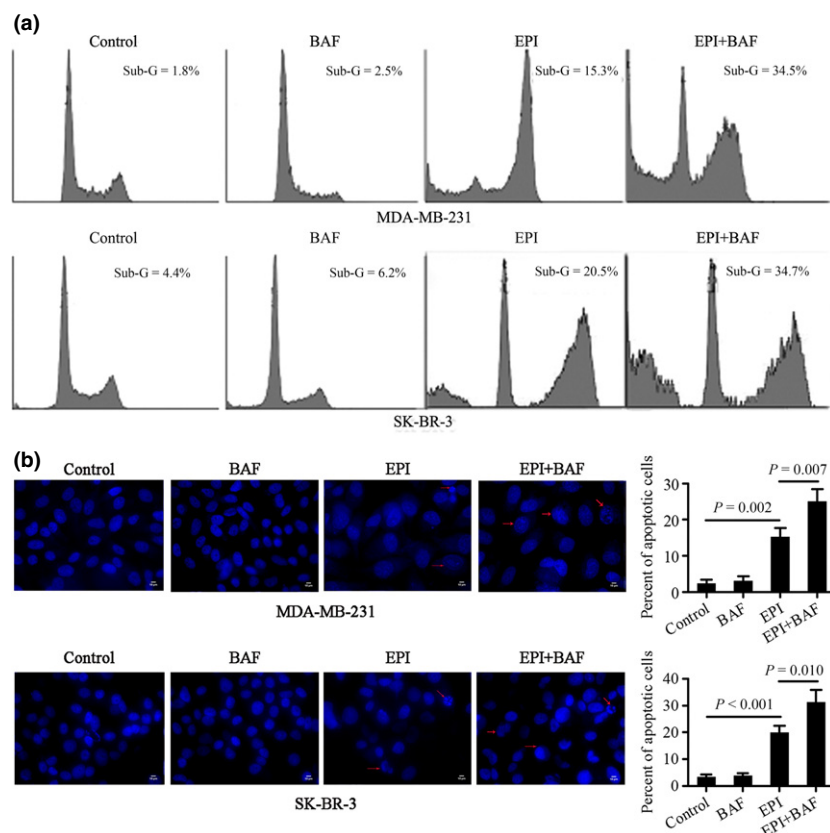 (a)
Control BAF EPI EPI+BAF
Sub-G = 1.8% Sub-G = 2.5% Sub-G = 15.3% Sub-G = 34.5%
MDA-MB-231
Control BAF EPI EPI+BAF
Sub-G = 4.4% Sub-G = 6.2% Sub-G = 20.5% Sub-G = 34.7%
SK-BR-3
(b)
Control BAF EPI EPI+BAF
MDA-MB-231
Percent of apoptotic cells
30
20
10
0
P = 0.002
P = 0.007
Control BAF EPI EPI+BAF
Control BAF EPI EPI+BAF
SK-BR-3
Percent of apoptotic cells
40
30
20
10
0
P < 0.001
P = 0.010
Control BAF EPI EPI+BAF